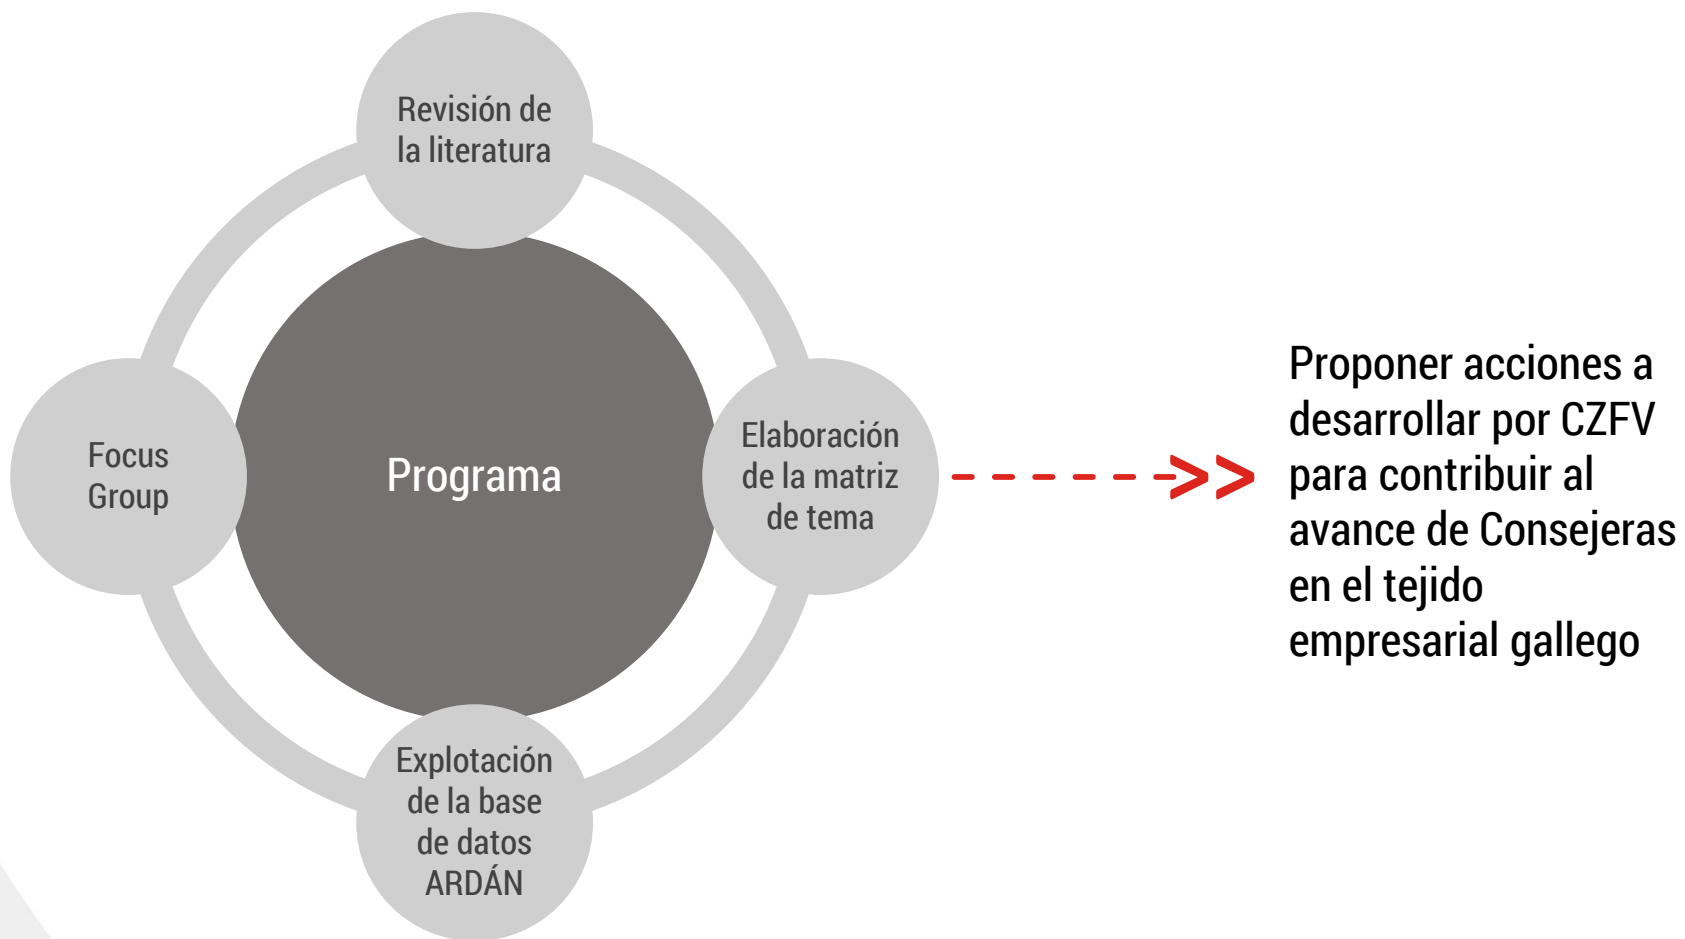 Revisión de
la literatura
Focus
Group
Programa
Elaboración
de la matriz
de tema
Explotación
de la base
de datos
ARDÁN
>>
Proponer acciones a
desarrollar por CZFV
para contribuir al
avance de Consejeras
en el tejido
empresarial gallego